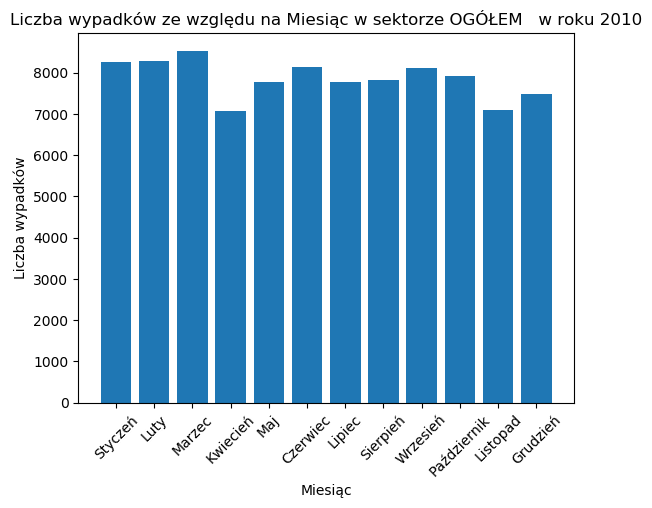 Liczba wypadków ze względu na Miesiąc w sektorze OGÓŁEM   w roku 2010
Liczba wypadków
8000
7000
6000
5000
4000
3000
2000
1000
0
Styczeń
Luty
Marzec
Kwiecień
Maj
Czerwiec
Lipiec
Sierpień
Wrzesień
Październik
Listopad
Grudzień
Miesiąc